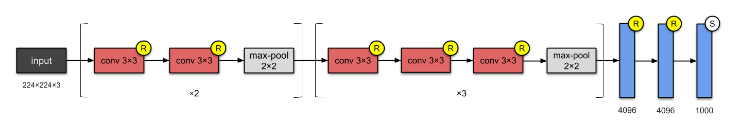 R R R R R R R S
input conv 3×3 conv 3×3 max-pool conv 3×3 conv 3×3 conv 3×3 max-pool
2×2 2×2
224×224×3 ×2 ×3
4096 4096 1000